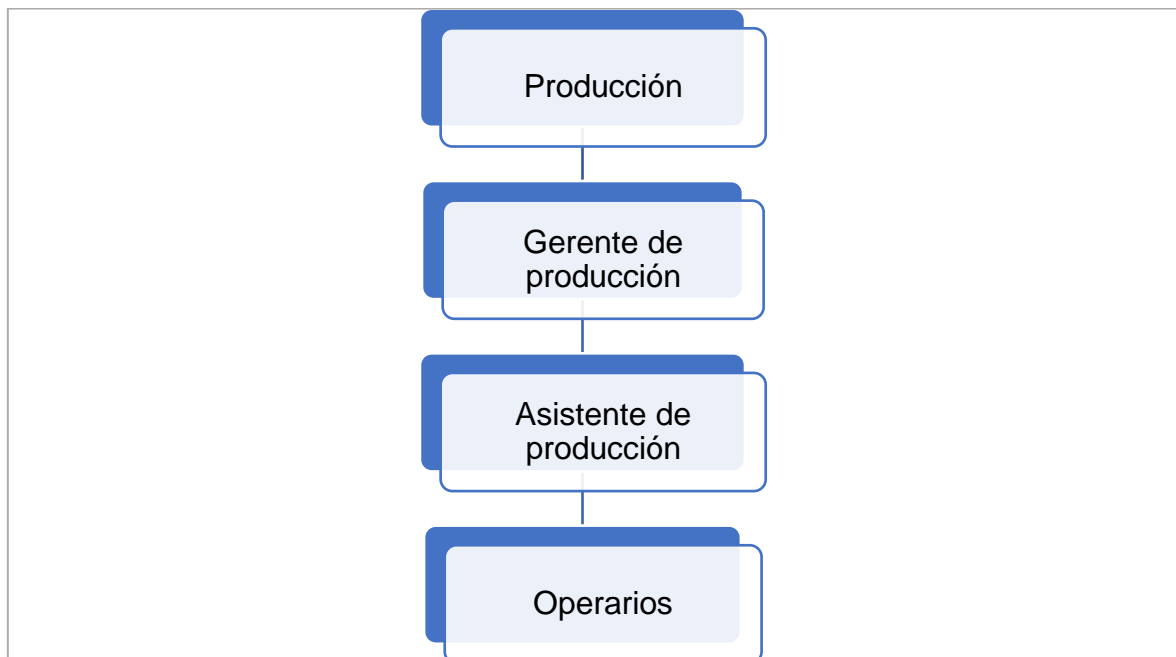 Producción
Gerente de
producción
Asistente de
producción
Operarios